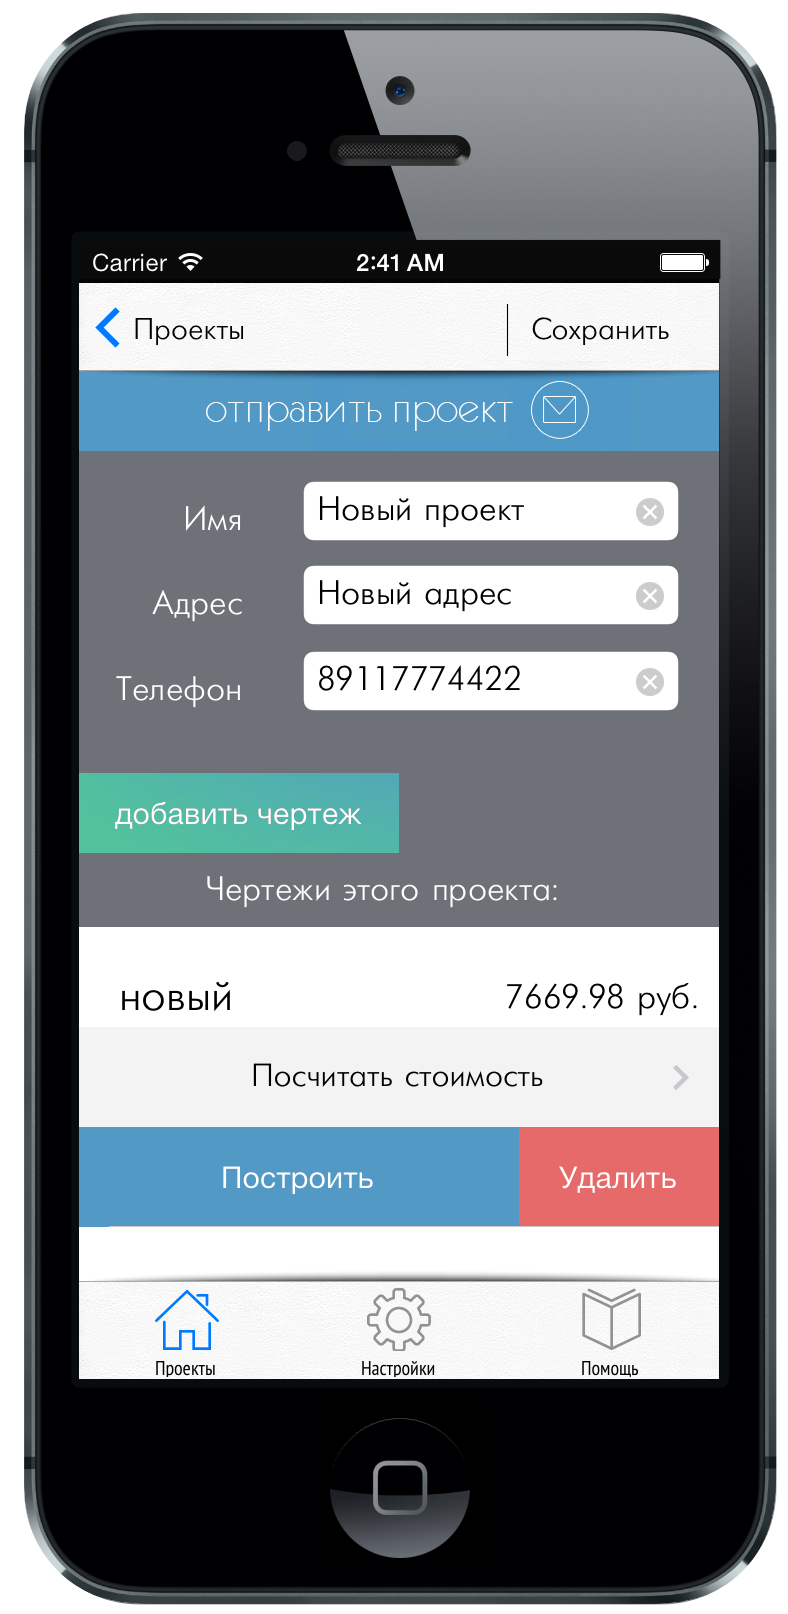 Carrier 2:41 AM
Проекты Сохранить
отправить проект
Имя Новый проект
Адрес Новый адрес
Телефон 89117774422
добавить чертеж
Чертежи этого проекта:
новый 7669.98 руб.
Посчитать стоимость
Построить Удалить
Проекты Настройки Помощь